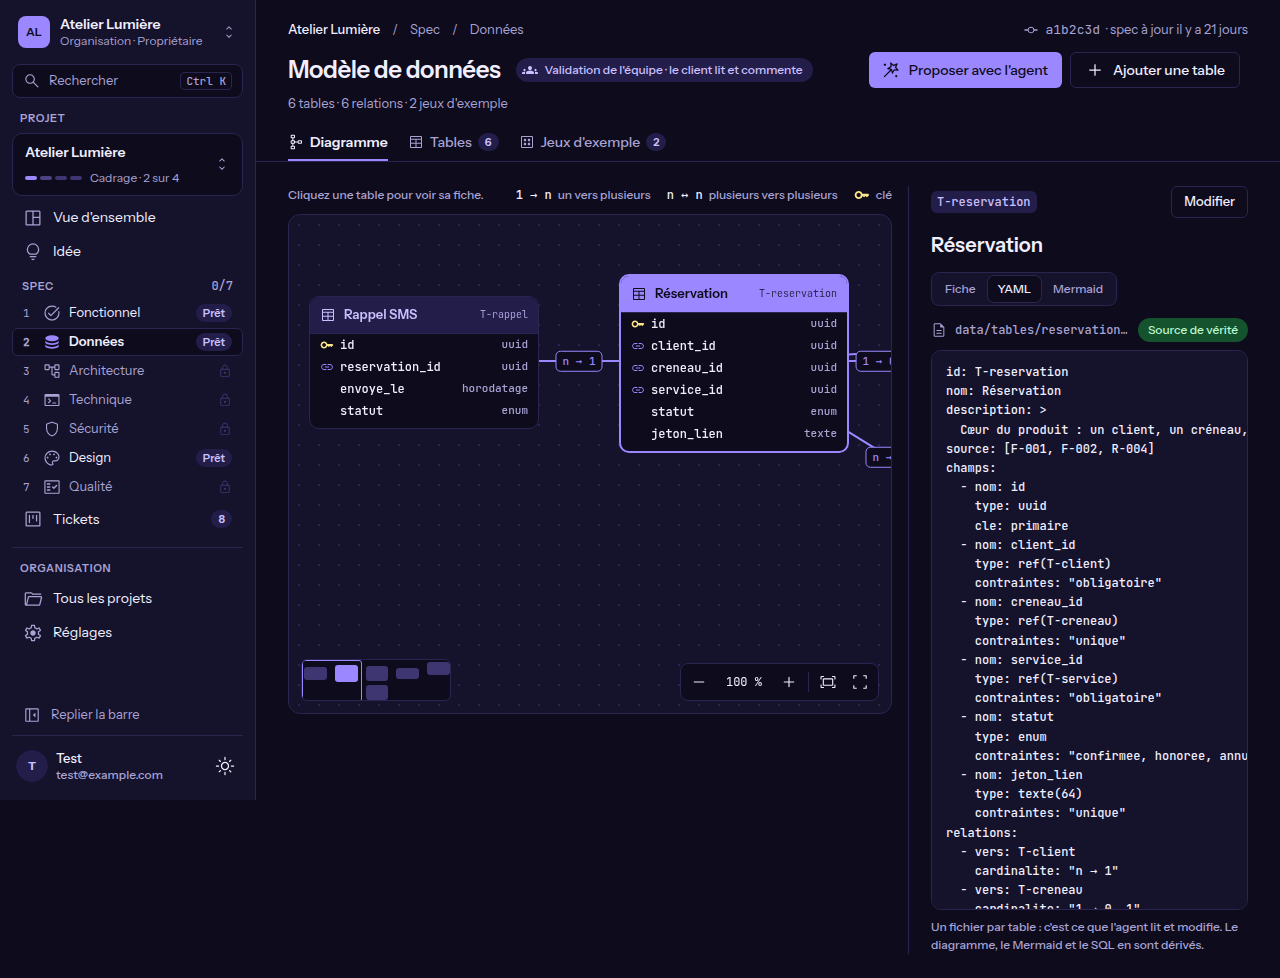 AL
Atelier Lumière
Organisation · Propriétaire
Rechercher
Ctrl K
PROJET
Atelier Lumière
Cadrage · 2 sur 4
Vue d'ensemble
Idée
SPEC 0/7
1 Fonctionnel Prêt
2 Données Prêt
3 Architecture
4 Technique
5 Sécurité
6 Design Prêt
7 Qualité
Tickets 8
ORGANISATION
Tous les projets
Réglages
Replier la barre
T
Test
test@example.com
Atelier Lumière / Spec / Données
a1b2c3d · spec à jour il y a 21 jours
Modèle de données
Validation de l'équipe · le client lit et commente
Proposer avec l'agent
Ajouter une table
6 tables · 6 relations · 2 jeux d'exemple
Diagramme
Tables 6
Jeux d'exemple 2
Cliquez une table pour voir sa fiche.
1 → n un vers plusieurs
n ↔ n plusieurs vers plusieurs
clé
Rappel SMS T-rappel
id uuid
reservation_id uuid
envoye_le horodatage
statut enum
n → 1
Réservation T-reservation
id uuid
client_id uuid
creneau_id uuid
service_id uuid
statut enum
jeton_lien texte
1 →
n →
100 %
T-reservation
Modifier
Réservation
Fiche
YAML
Mermaid
data/tables/reservation…
Source de vérité
id: T-reservation
nom: Réservation
description: >
Cœur du produit : un client, un créneau,
source: [F-001, F-002, R-004]
champs:
- nom: id
type: uuid
cle: primaire
- nom: client_id
type: ref(T-client)
contraintes: "obligatoire"
- nom: creneau_id
type: ref(T-creneau)
contraintes: "unique"
- nom: service_id
type: ref(T-service)
contraintes: "obligatoire"
- nom: statut
type: enum
contraintes: "confirmee, honoree, annu
- nom: jeton_lien
type: texte(64)
contraintes: "unique"
relations:
- vers: T-client
cardinalite: "n → 1"
- vers: T-creneau
cardinalite: "1 → 0..1"
Un fichier par table : c'est ce que l'agent lit et modifie. Le
diagramme, le Mermaid et le SQL en sont dérivés.